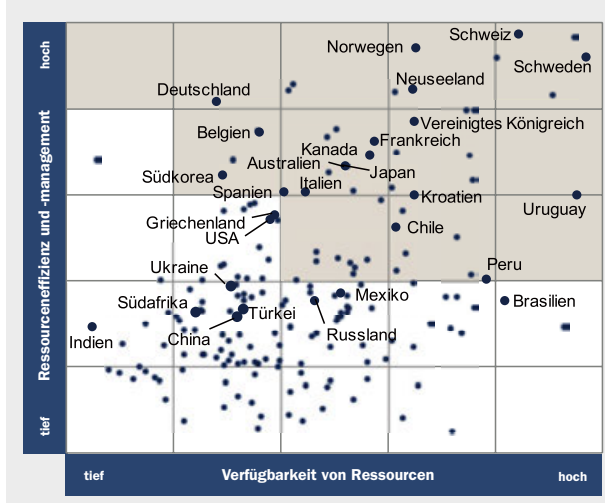 hoch
Ressourceneffizienz und -management
tief
Schweiz
Norwegen
Schweden
Neuseeland
Deutschland
Vereinigtes Königreich
Belgien
Frankreich
Kanada
Australien
Japan
Südkorea
Spanien
Italien
Kroatien
Uruguay
Griechenland
USA
Chile
Ukraine
Peru
Südafrika
Mexiko
Brasilien
Türkei
China
Russland
Indien
tief
Verfügbarkeit von Ressourcen
hoch